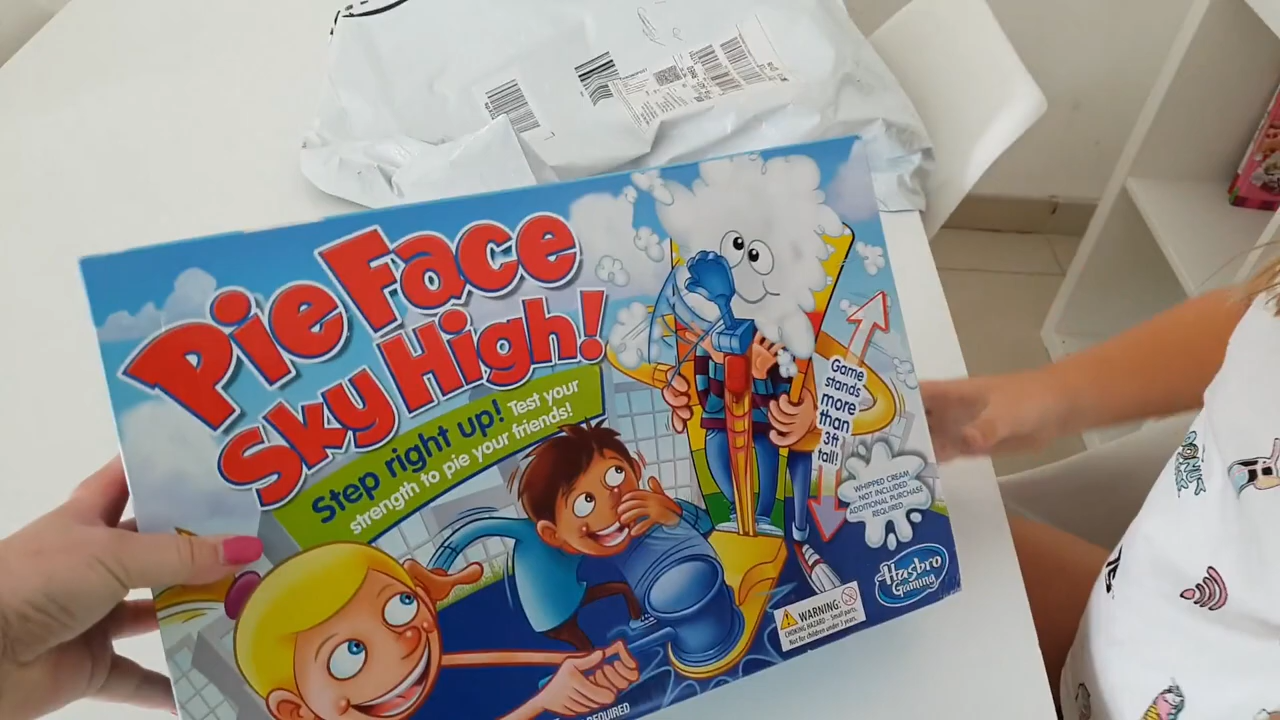 Pie Face
Sky High!
Step right up! Test your
strength to pie your friends!
Game
stands
more
than
3ft
tall!
WHIPPED CREAM
NOT INCLUDED
ADDITIONAL PURCHASE
REQUIRED
Hasbro
Gaming
WARNING:
CHOKING HAZARD – Small parts.
Not for children under 3 years.
REQUIRED